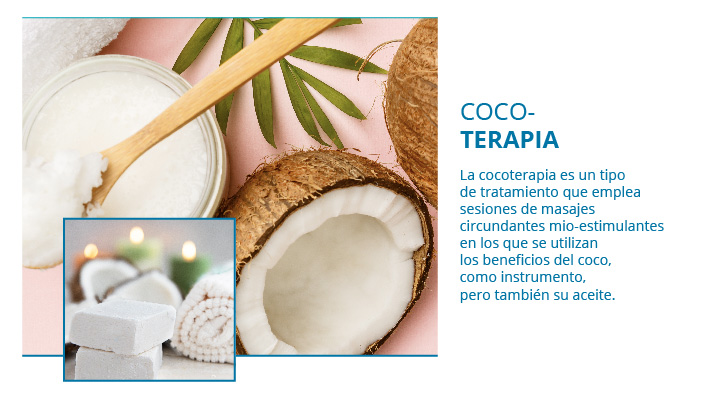 COCO-
TERAPIA
La cocoterapia es un tipo
de tratamiento que emplea
sesiones de masajes
circundantes mio-estimulantes
en los que se utilizan
los beneficios del coco,
como instrumento,
pero también su aceite.